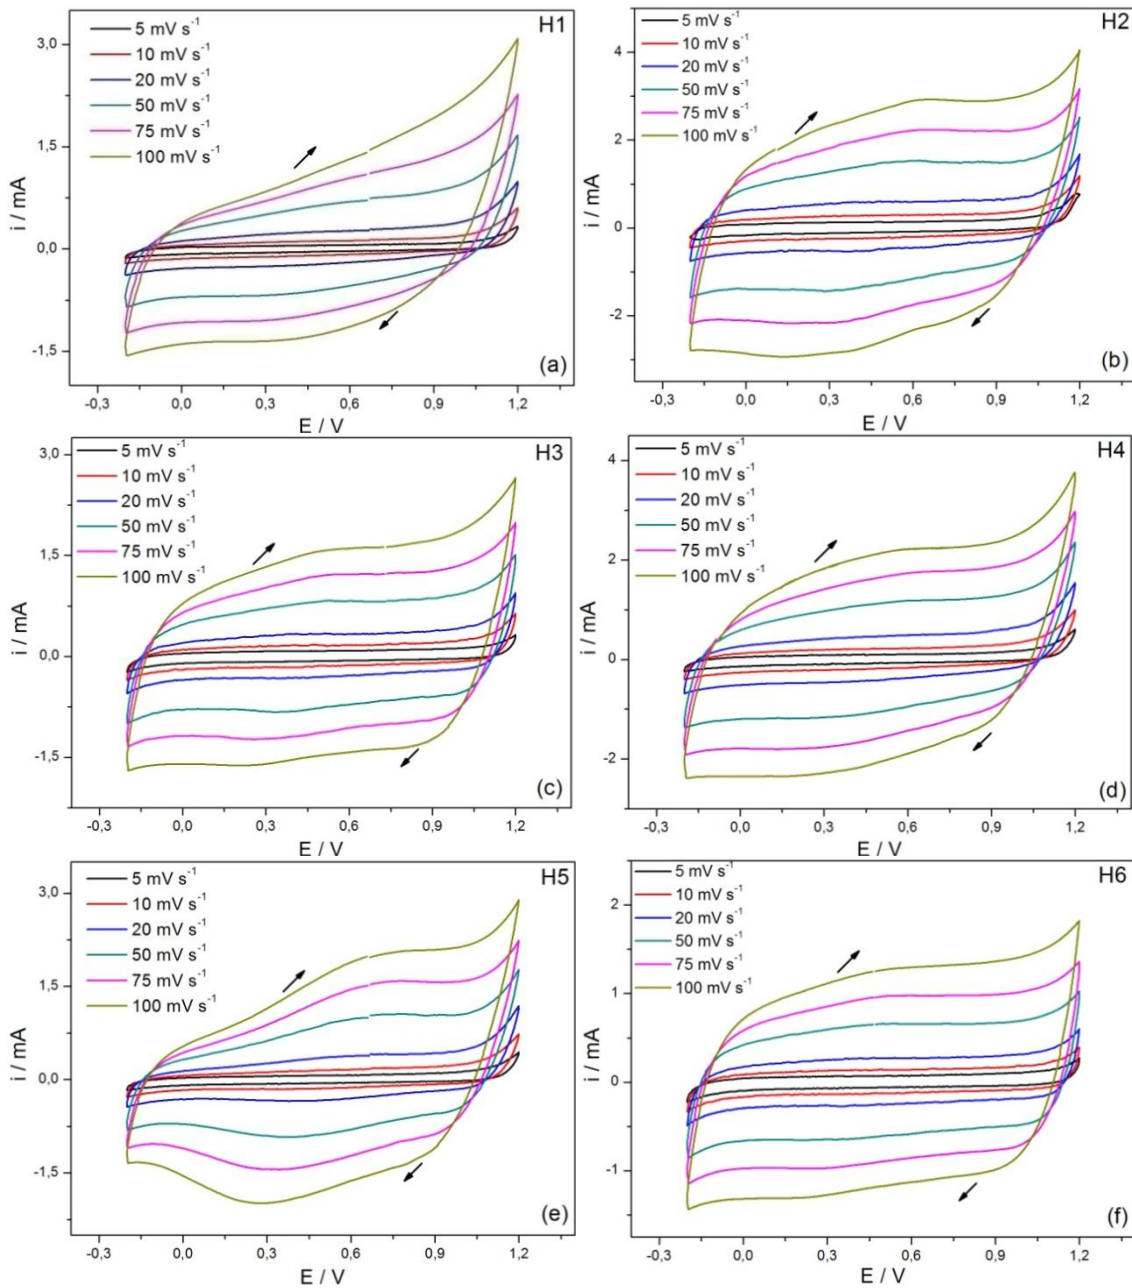 H1
5 mV s⁻¹
10 mV s⁻¹
20 mV s⁻¹
50 mV s⁻¹
75 mV s⁻¹
100 mV s⁻¹
i / mA
3,0
1,5
0,0
-1,5
(a)
-0,3 0,0 0,3 0,6 0,9 1,2
E / V
H2
5 mV s⁻¹
10 mV s⁻¹
20 mV s⁻¹
50 mV s⁻¹
75 mV s⁻¹
100 mV s⁻¹
i / mA
4
2
0
-2
(b)
-0,3 0,0 0,3 0,6 0,9 1,2
E / V
H3
5 mV s⁻¹
10 mV s⁻¹
20 mV s⁻¹
50 mV s⁻¹
75 mV s⁻¹
100 mV s⁻¹
i / mA
3,0
1,5
0,0
-1,5
(c)
-0,3 0,0 0,3 0,6 0,9 1,2
E / V
H4
5 mV s⁻¹
10 mV s⁻¹
20 mV s⁻¹
50 mV s⁻¹
75 mV s⁻¹
100 mV s⁻¹
i / mA
4
2
0
-2
(d)
-0,3 0,0 0,3 0,6 0,9 1,2
E / V
H5
5 mV s⁻¹
10 mV s⁻¹
20 mV s⁻¹
50 mV s⁻¹
75 mV s⁻¹
100 mV s⁻¹
i / mA
3,0
1,5
0,0
-1,5
(e)
-0,3 0,0 0,3 0,6 0,9 1,2
E / V
H6
5 mV s⁻¹
10 mV s⁻¹
20 mV s⁻¹
50 mV s⁻¹
75 mV s⁻¹
100 mV s⁻¹
i / mA
2
1
0
-1
(f)
-0,3 0,0 0,3 0,6 0,9 1,2
E / V